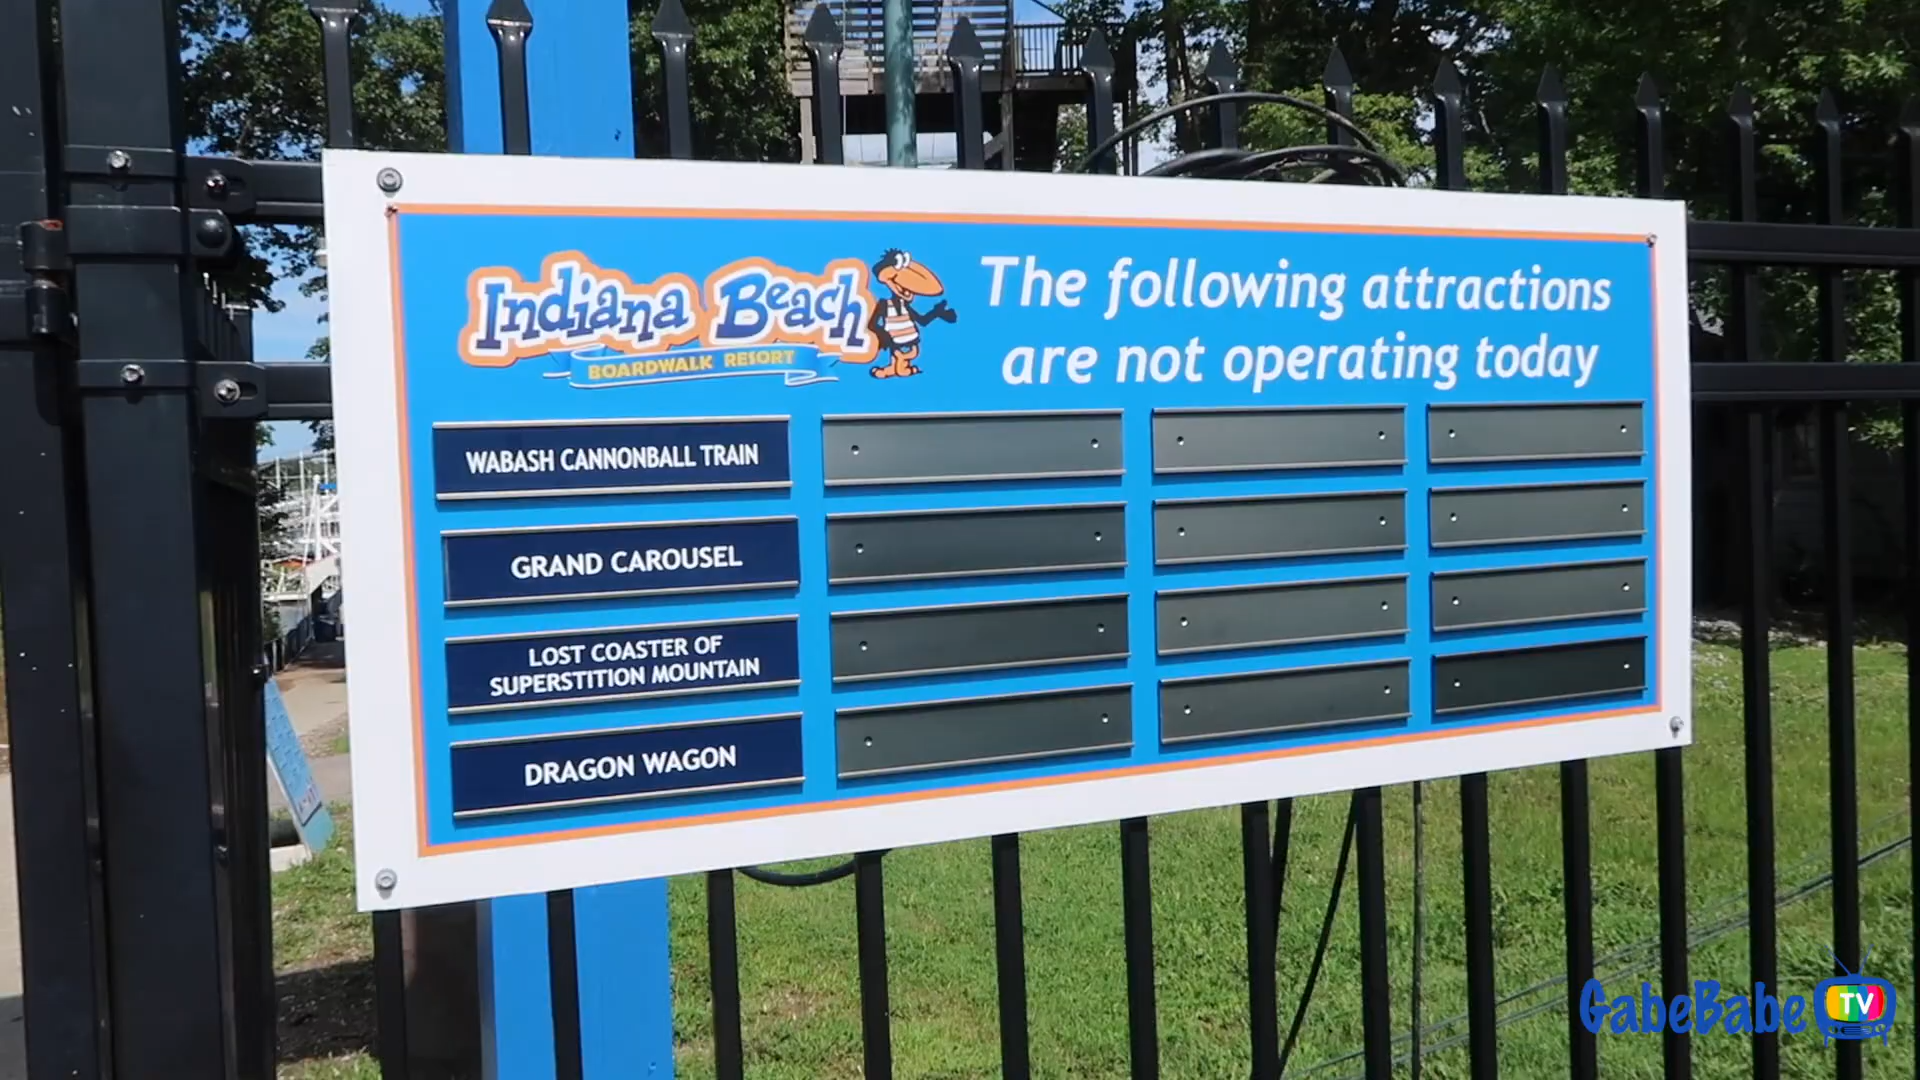 Indiana Beach
BOARDWALK RESORT
The following attractions
are not operating today
WABASH CANNONBALL TRAIN
GRAND CAROUSEL
LOST COASTER OF
SUPERSTITION MOUNTAIN
DRAGON WAGON
GabeBabe TV